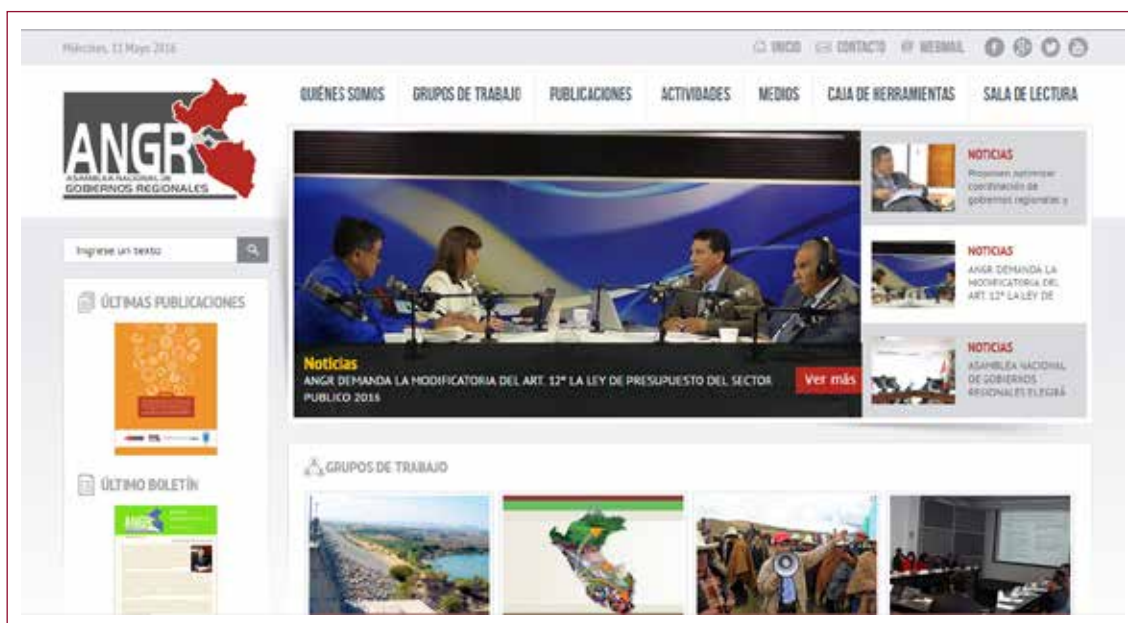 Miércoles, 11 Mayo 2016
INICIO
CONTACTO
WEBMAIL
ANGR
ASAMBLEA NACIONAL DE
GOBIERNOS REGIONALES
QUIÉNES SOMOS
GRUPOS DE TRABAJO
PUBLICACIONES
ACTIVIDADES
MEDIOS
CAJA DE HERRAMIENTAS
SALA DE LECTURA
Ingrese un texto
ÚLTIMAS PUBLICACIONES
ÚLTIMO BOLETÍN
ANGR
Noticias
ANGR DEMANDA LA MODIFICATORIA DEL ART. 12° LA LEY DE PRESUPUESTO DEL SECTOR
PUBLICO 2016
Ver más
NOTICIAS
Proponen optimizar
coordinación de
gobiernos regionales y
NOTICIAS
ANGR DEMANDA LA
MODIFICATORIA DEL
ART. 12° LA LEY DE
NOTICIAS
ASAMBLEA NACIONAL
DE GOBIERNOS
REGIONALES ELEGIRÁ
GRUPOS DE TRABAJO